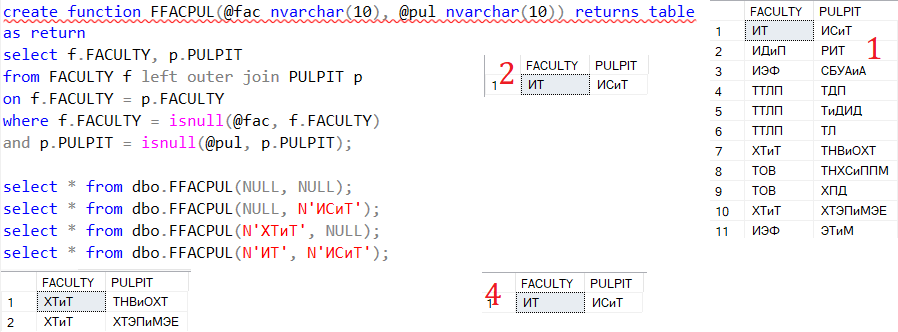 create function FFACPUL(@fac nvarchar(10), @pul nvarchar(10)) returns table
as return
select f.FACULTY, p.PULPIT
from FACULTY f left outer join PULPIT p
on f.FACULTY = p.FACULTY
where f.FACULTY = isnull(@fac, f.FACULTY)
and p.PULPIT = isnull(@pul, p.PULPIT);
select * from dbo.FFACPUL(NULL, NULL);
select * from dbo.FFACPUL(NULL, N'ИСиТ');
select * from dbo.FFACPUL(N'ХТиТ', NULL);
select * from dbo.FFACPUL(N'ИТ', N'ИСиТ');
FACULTY PULPIT
1 ХТиТ ТНВиОХТ
2 ХТиТ ХТЭПиМЭЕ
2
FACULTY PULPIT
1 ИТ ИСиТ
4
FACULTY PULPIT
1 ИТ ИСиТ
1
FACULTY PULPIT
1 ИТ ИСиТ
2 ИДиП РИТ
3 ИЭФ СБУАиА
4 ТТЛП ТДП
5 ТТЛП ТиДИД
6 ТТЛП ТЛ
7 ХТиТ ТНВиОХТ
8 ТОВ ТНХСиППМ
9 ТОВ ХПД
10 ХТиТ ХТЭПиМЭЕ
11 ИЭФ ЭТиМ